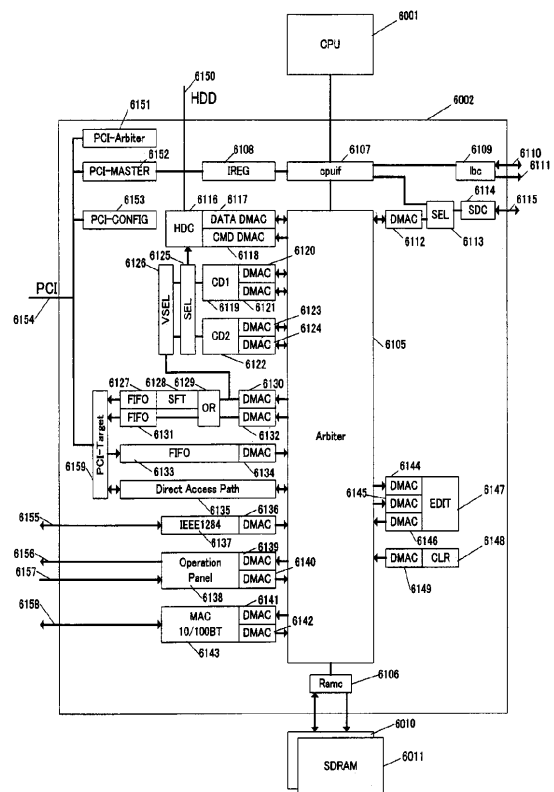 6001
CPU
6150
HDD
6002
6151
PCI-Arbiter
6152
PCI-MASTER
6108
IREG
6107
cpuif
6109
lbc
6110
6111
6153
PCI-CONFIG
6116
6117
HDC
DATA DMAC
CMD DMAC
6118
DMAC
6112
SEL
6113
6114
SDC
6115
6125
6126
VSEL
SEL
6120
CD1
DMAC
DMAC
6119
6121
6123
CD2
DMAC
6124
DMAC
6122
PCI
6154
6105
6127
6128
6129
6130
FIFO
SFT
OR
DMAC
FIFO
DMAC
6131
6132
PCI-Target
6159
FIFO
DMAC
6133
6134
Direct Access Path
6135
Arbiter
6144
DMAC
6145
DMAC
EDIT
6147
DMAC
6146
6148
DMAC
CLR
6149
6155
6136
IEEE1284
DMAC
6137
6139
6156
6157
Operation
Panel
DMAC
6140
DMAC
6138
6141
6158
MAC
10/100BT
DMAC
6142
DMAC
6143
6106
Ramc
6010
SDRAM
6011